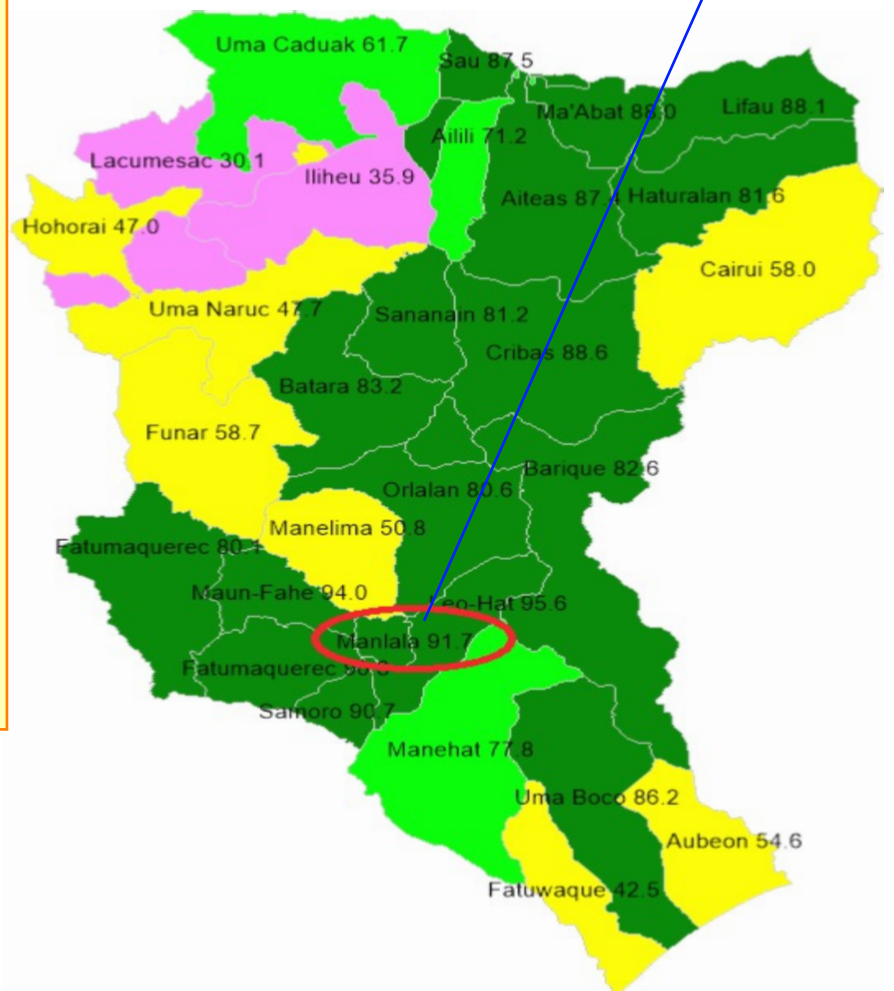 Uma Caduak 61.7
Sau 87.5
Ma'Abat 88.0
Lifau 88.1
Ailili 71.2
Lacumesac 30.1
Iliheu 35.9
Aiteas 87.4
Haturalan 81.6
Hohorai 47.0
Cairui 58.0
Uma Naruc 47.7
Sananain 81.2
Cribas 88.6
Batara 83.2
Funar 58.7
Barique 82.6
Orlalan 80.6
Manelima 50.8
Fatumaquerec 80.1
Maun-Fahe 94.0
Leo-Hat 95.6
Manlala 91.7
Fatumaquerec
Samoro 90.7
Manehat 77.8
Uma Boco 86.2
Aubeon 54.6
Fatuwaque 42.5